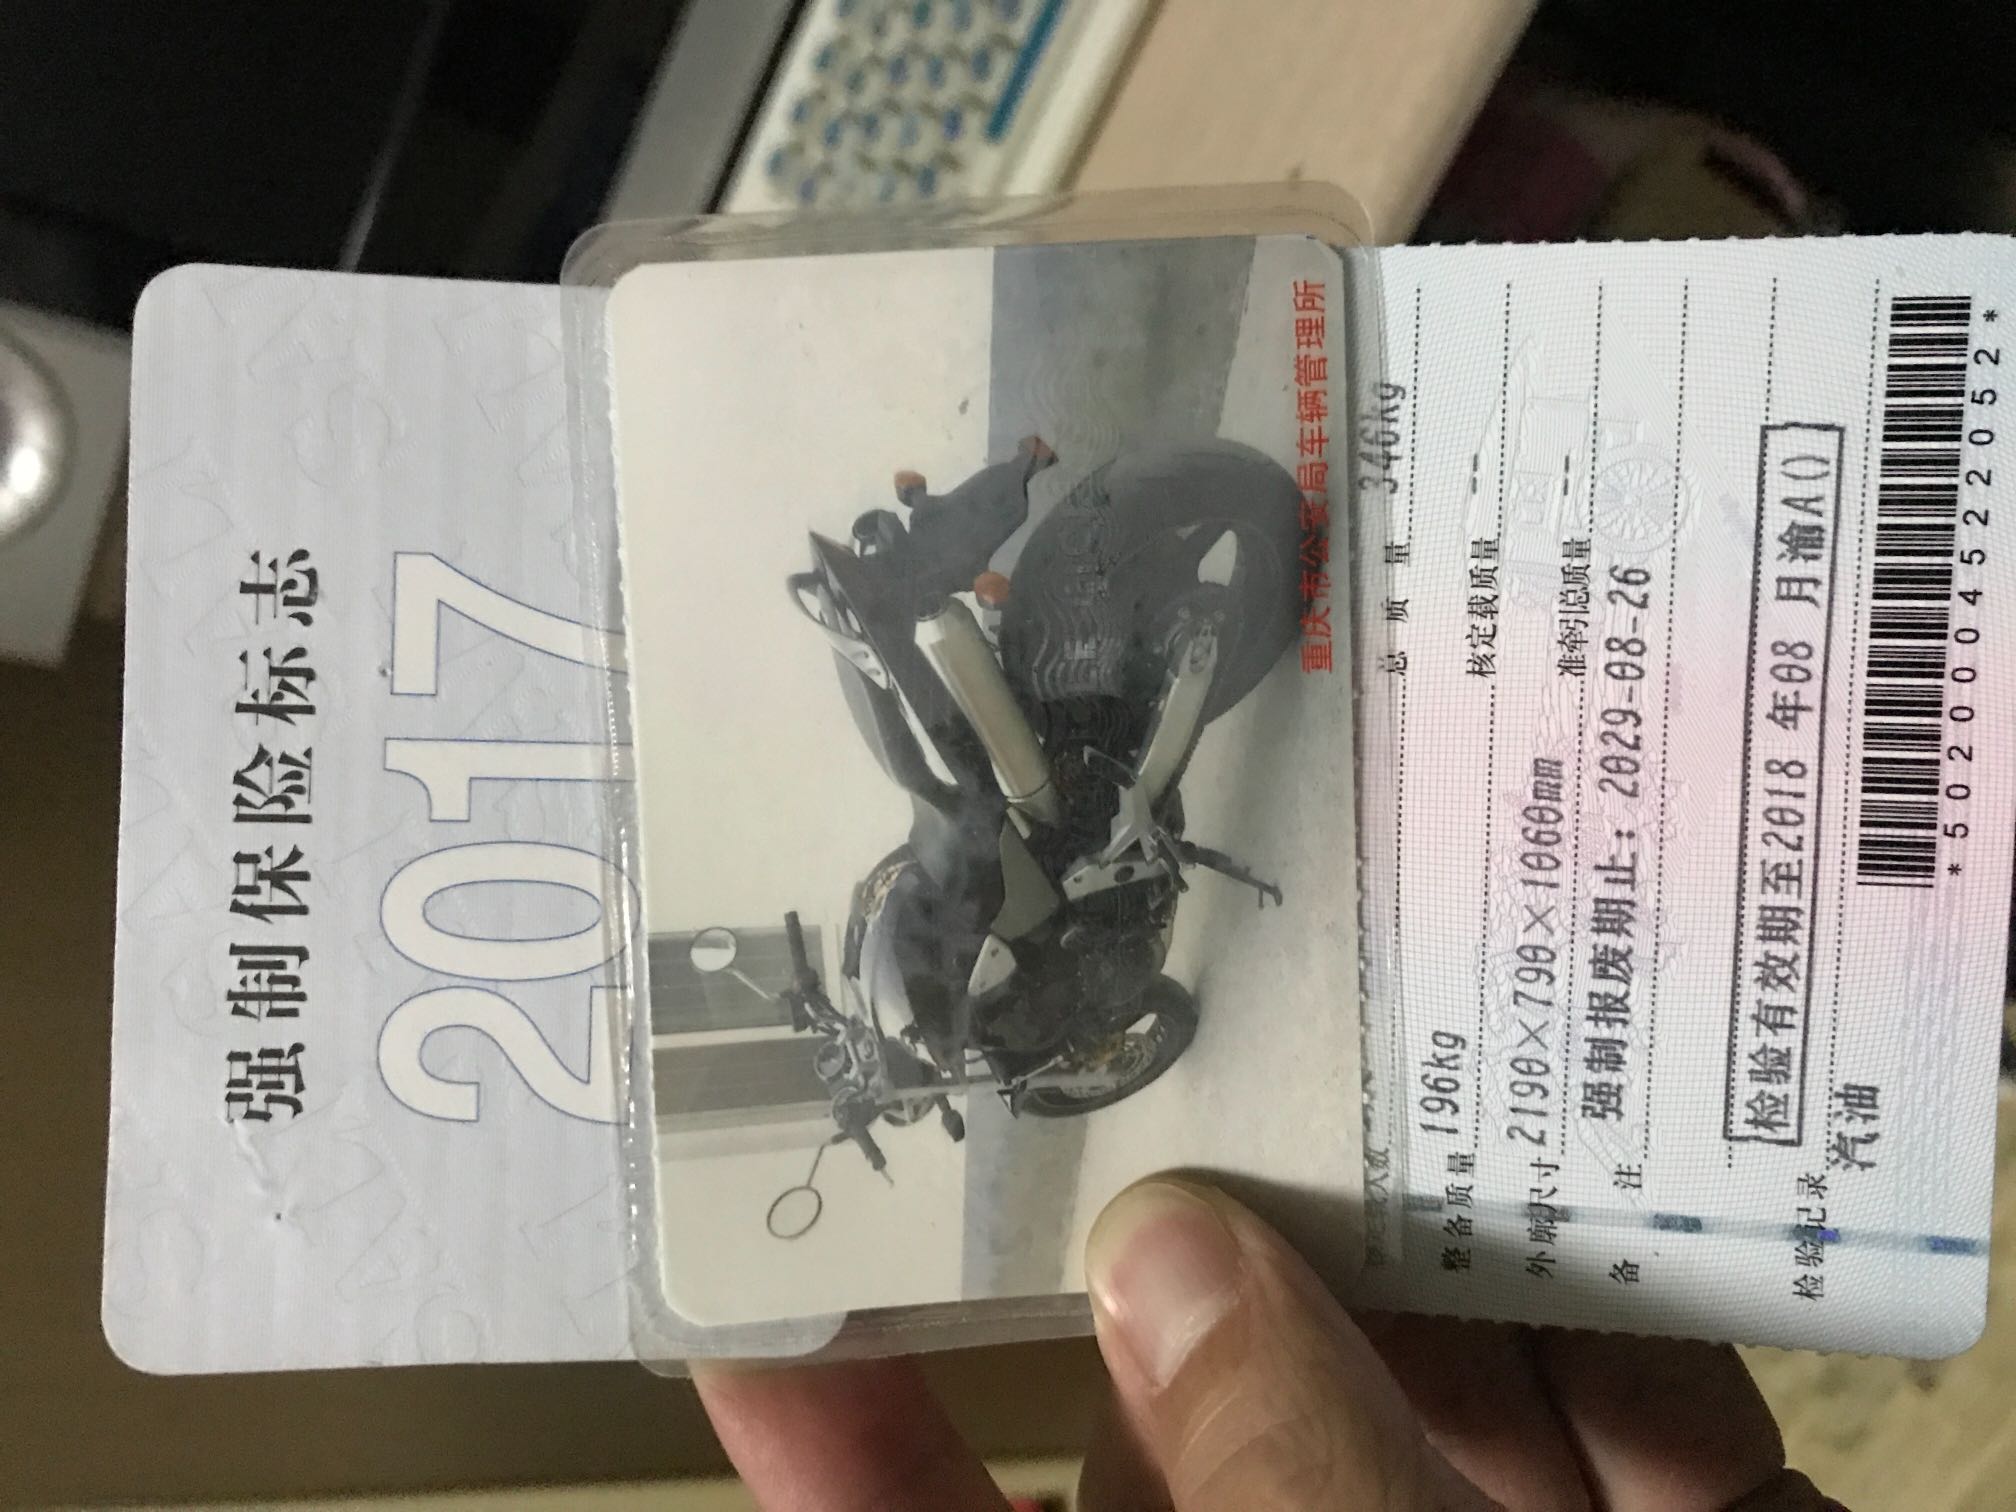 强制保险标志
2017
重庆市公安局车辆管理所
总 质 量 346kg
整备质量 196kg 核定载质量 --
外廓尺寸 2190×790×1060mm 准牵引总质量 --
备 注 强制报废期止：2029-08-26
检验记录 检验有效期至2018 年08 月渝A()
汽油
*5020004522052*